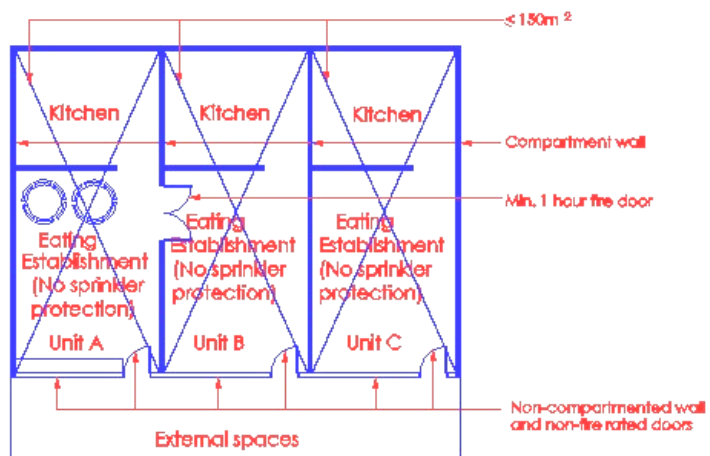 ≤ 150m ²
Kitchen
Kitchen
Kitchen
Compartment wall
Min. 1 hour fire door
Eating
Establishment
(No sprinkler
protection)
Eating
Establishment
(No sprinkler
protection)
Eating
Establishment
(No sprinkler
protection)
Unit A
Unit B
Unit C
Non-compartmented wall
and non-fire rated doors
External spaces